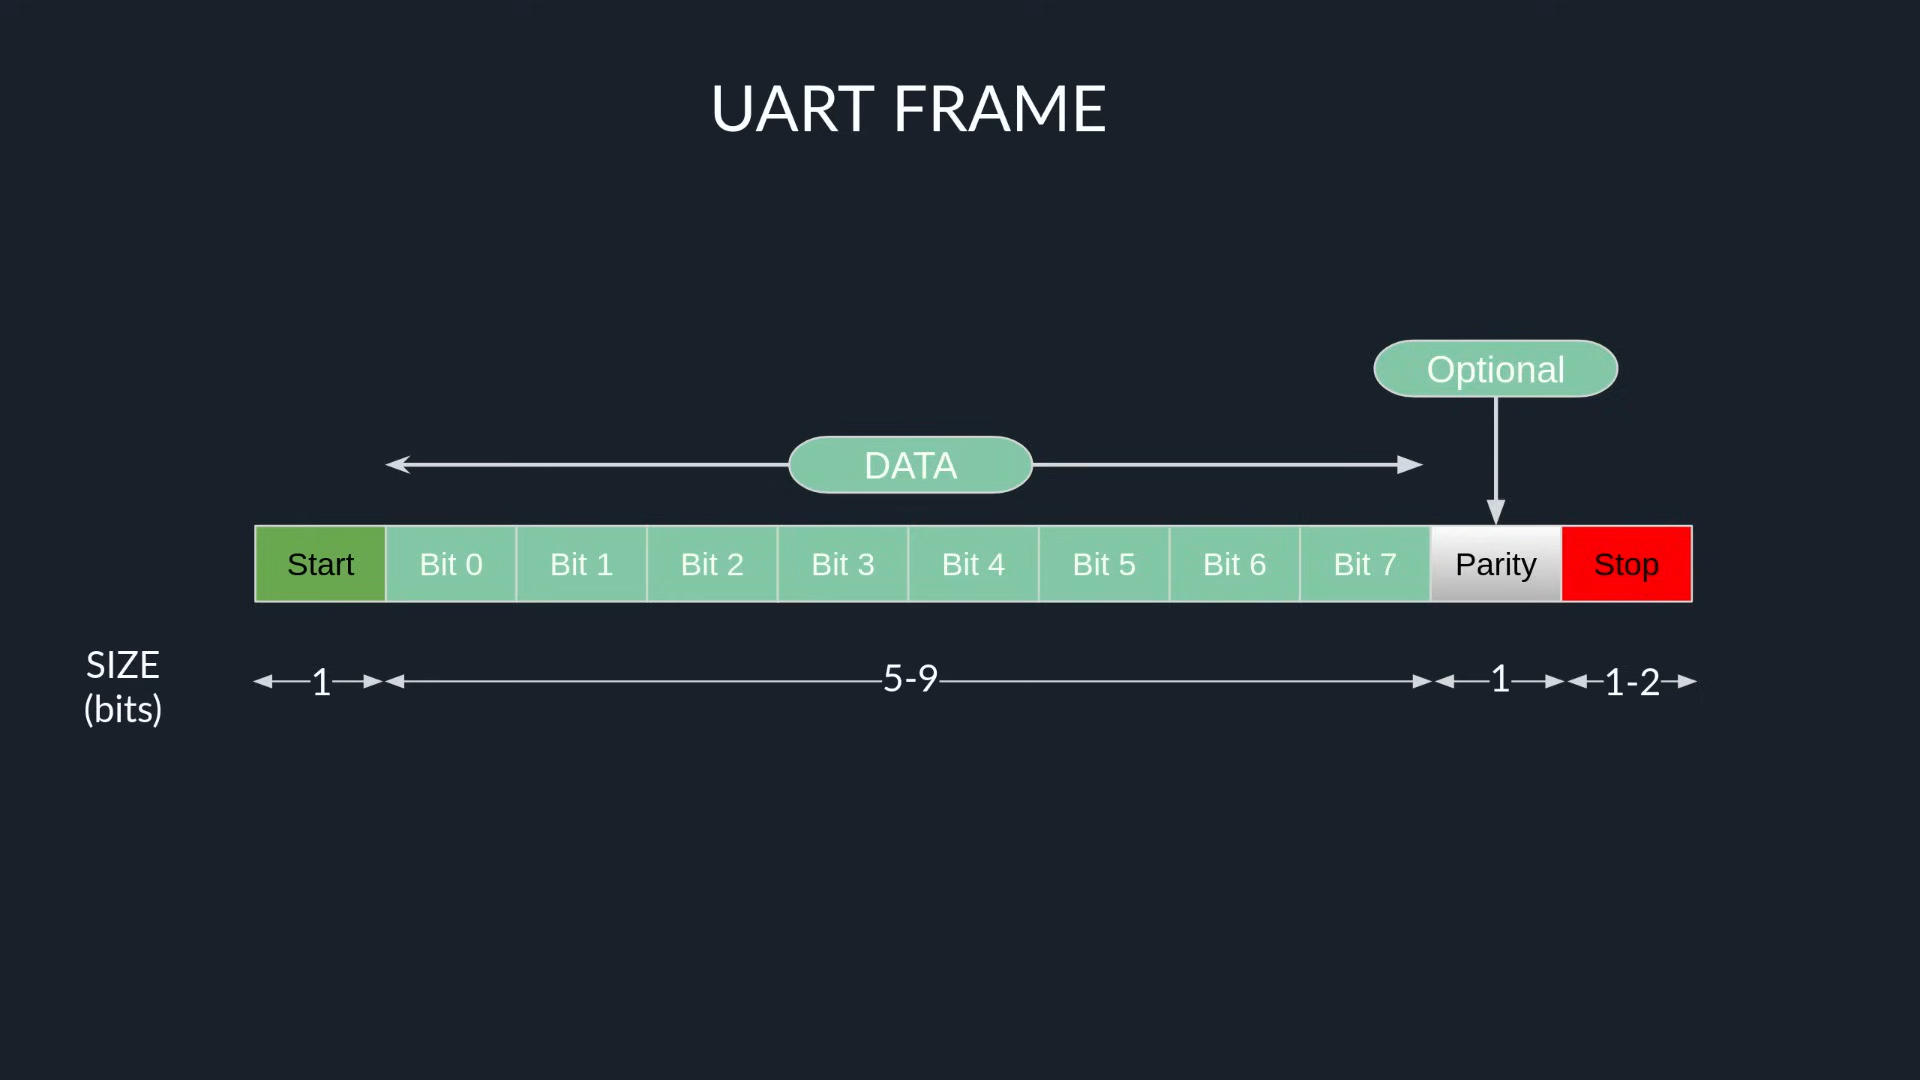 UART FRAME
Optional
DATA
Start Bit 0 Bit 1 Bit 2 Bit 3 Bit 4 Bit 5 Bit 6 Bit 7 Parity Stop
SIZE
(bits)
1 5-9 1 1-2